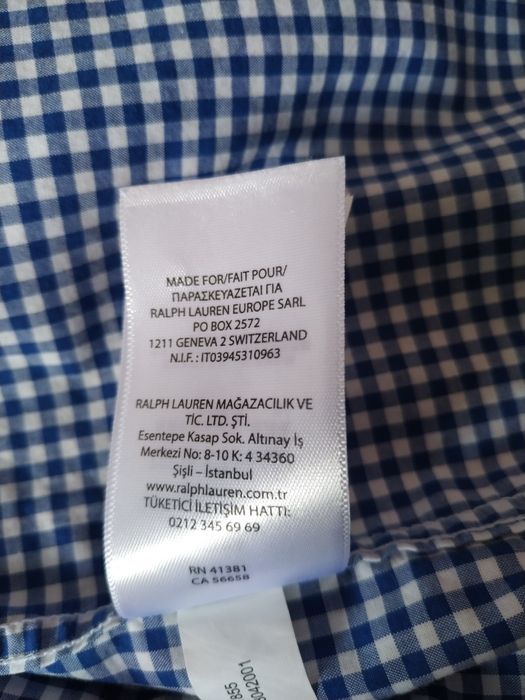 MADE FOR/FAIT POUR/
ΠΑΡΑΣΚΕΥΑΖΕΤΑΙ ΓΙΑ
RALPH LAUREN EUROPE SARL
PO BOX 2572
1211 GENEVA 2 SWITZERLAND
N.I.F. : IT03945310963
RALPH LAUREN MAĞAZACILIK VE
TİC. LTD. ŞTİ.
Esentepe Kasap Sok. Altınay İş
Merkezi No: 8-10 K: 4 34360
Şişli – İstanbul
www.ralphlauren.com.tr
TÜKETİCİ İLETİŞİM HATTI:
0212 345 69 69
RN 41381
CA 56658